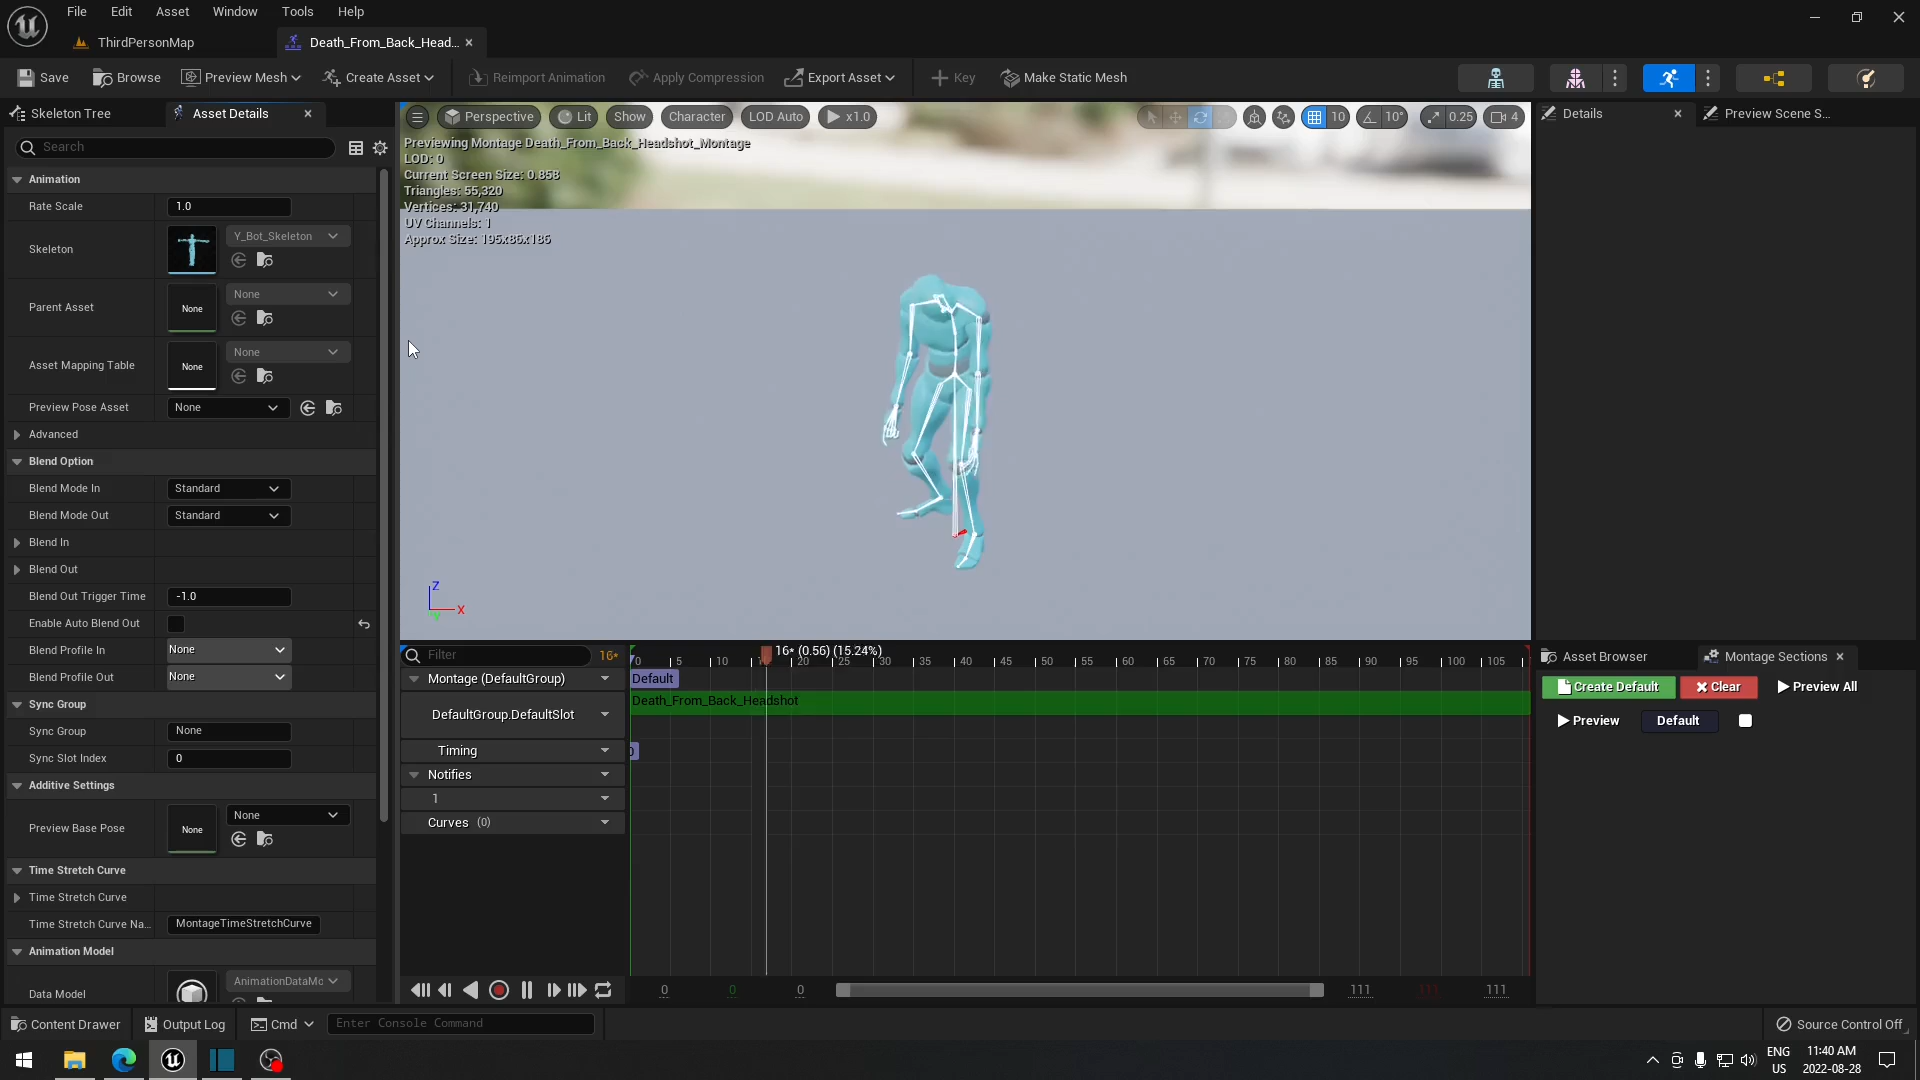 File Edit Asset Window Tools Help
ThirdPersonMap
Death_From_Back_Head...
Save Browse Preview Mesh Create Asset Reimport Animation Apply Compression Export Asset Key Make Static Mesh
Skeleton Tree
Asset Details
Search
Animation
Rate Scale 1.0
Skeleton Y_Bot_Skeleton
Parent Asset None None
Asset Mapping Table None None
Preview Pose Asset None
Advanced
Blend Option
Blend Mode In Standard
Blend Mode Out Standard
Blend In
Blend Out
Blend Out Trigger Time -1.0
Enable Auto Blend Out
Blend Profile In None
Blend Profile Out None
Sync Group
Sync Group None
Sync Slot Index 0
Additive Settings
Preview Base Pose None None
Time Stretch Curve
Time Stretch Curve
Time Stretch Curve Na... MontageTimeStretchCurve
Animation Model
Data Model AnimationDataMo
Perspective Lit Show Character LOD Auto x1.0 10 10° 0.25 4
Previewing Montage Death_From_Back_Headshot_Montage
LOD: 0
Current Screen Size: 0.858
Triangles: 55,320
Vertices: 31,740
UV Channels: 1
Approx Size: 195x86x186
Z
X
Y
Filter 16*
16* (0.56) (15.24%)
0 5 10 20 25 30 35 40 45 50 55 60 65 70 75 80 85 90 95 100 105
Montage (DefaultGroup) Default
Death_From_Back_Headshot
DefaultGroup.DefaultSlot
Timing
Notifies
1
Curves (0)
0 0 0 111 111 111
Details
Preview Scene S...
Asset Browser
Montage Sections
Create Default Clear Preview All
Preview Default
Content Drawer Output Log Cmd Enter Console Command
Source Control Off
ENG
US
11:40 AM
2022-08-28